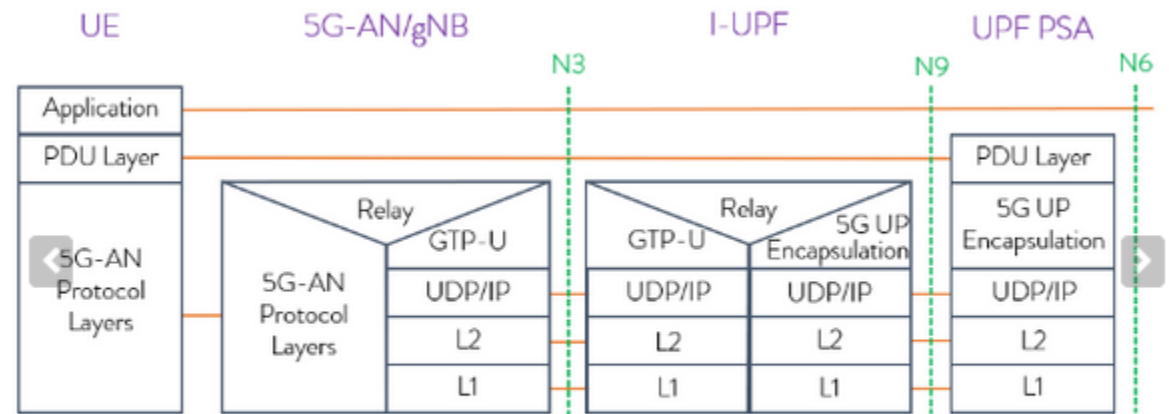 UE
5G-AN/gNB
I-UPF
UPF PSA
N3
N9
N6
Application
PDU Layer
PDU Layer
Relay
Relay
5G UP
Encapsulation
GTP-U
GTP-U
5G UP
Encapsulation
5G-AN
Protocol
Layers
5G-AN
Protocol
Layers
UDP/IP
UDP/IP
UDP/IP
UDP/IP
L2
L2
L2
L2
L1
L1
L1
L1